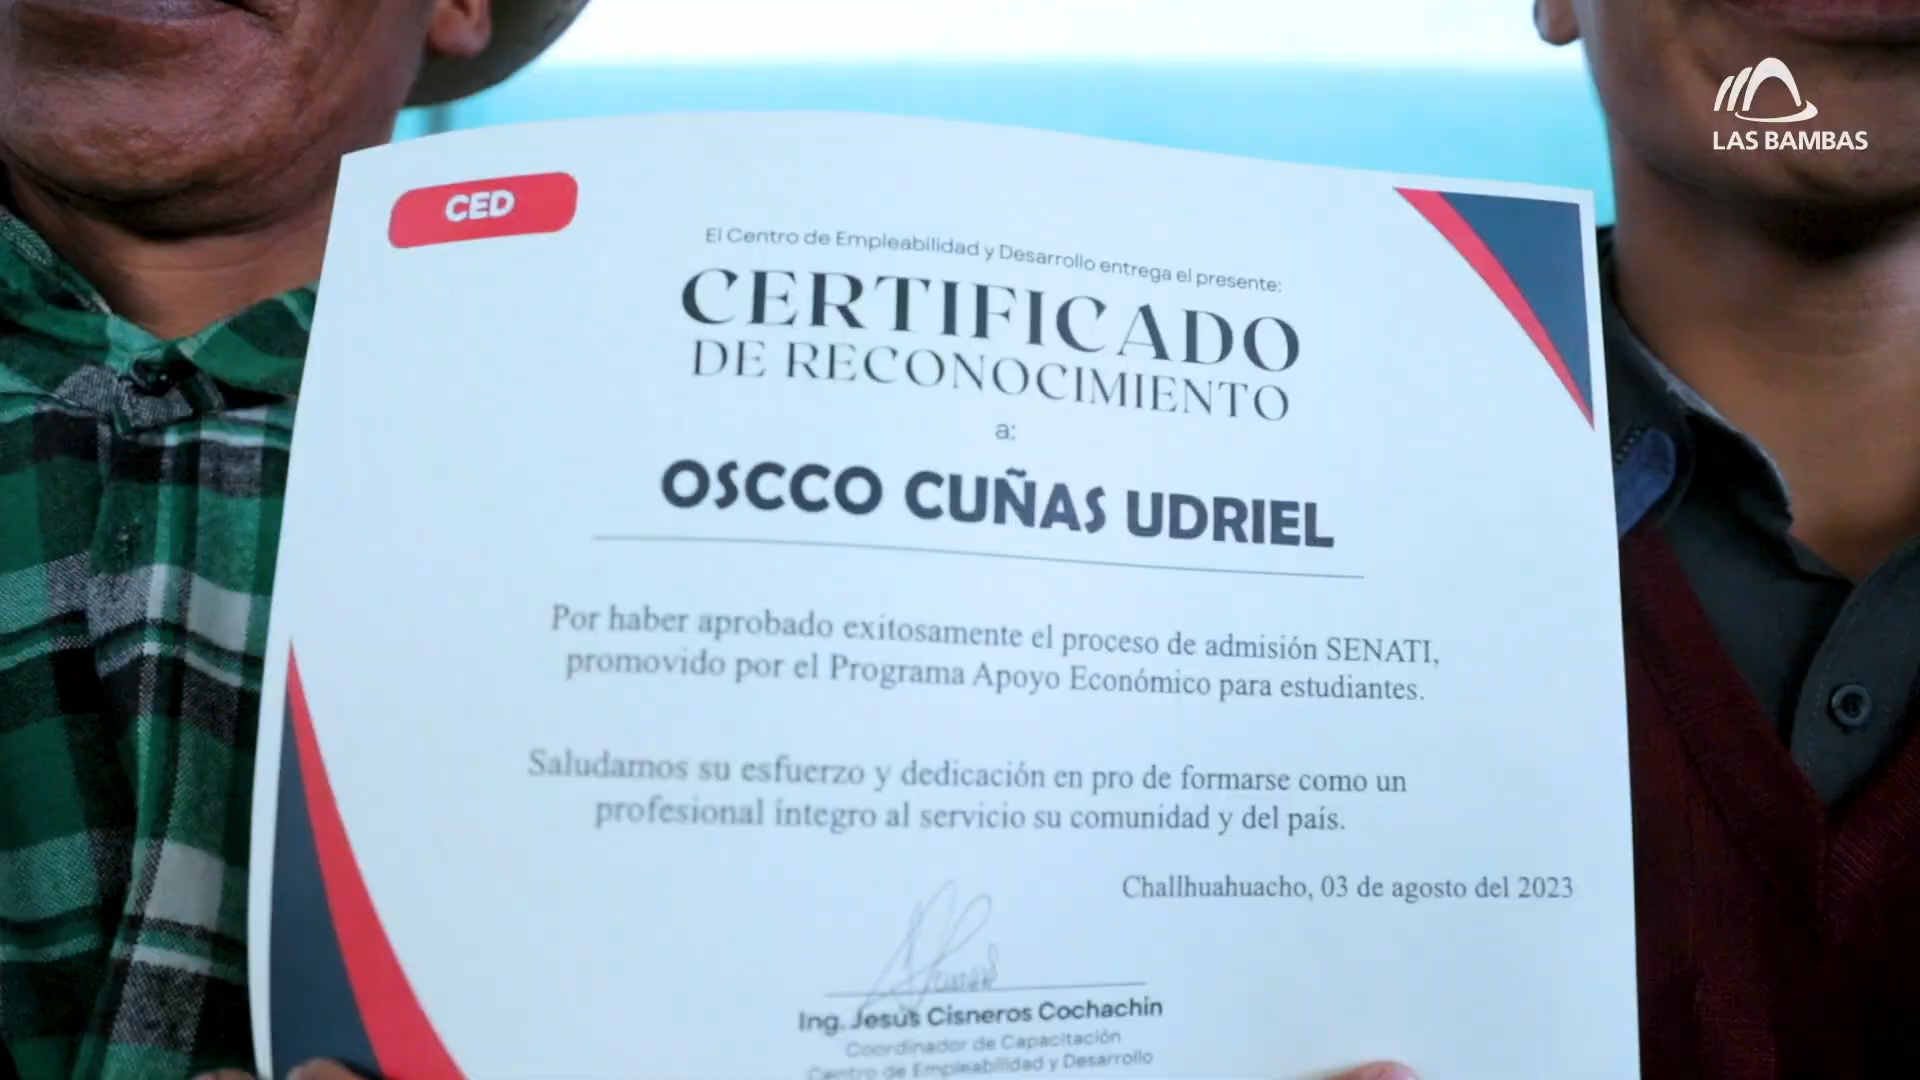 LAS BAMBAS
CED
El Centro de Empleabilidad y Desarrollo entrega el presente:
CERTIFICADO
DE RECONOCIMIENTO
a:
OSCCO CUÑAS UDRIEL
Por haber aprobado exitosamente el proceso de admisión SENATI,
promovido por el Programa Apoyo Económico para estudiantes.
Saludamos su esfuerzo y dedicación en pro de formarse como un
profesional íntegro al servicio su comunidad y del país.
Challhuahuacho, 03 de agosto del 2023
Ing. Jesús Cisneros Cochachin
Coordinador de Capacitación
Centro de Empleabilidad y Desarrollo